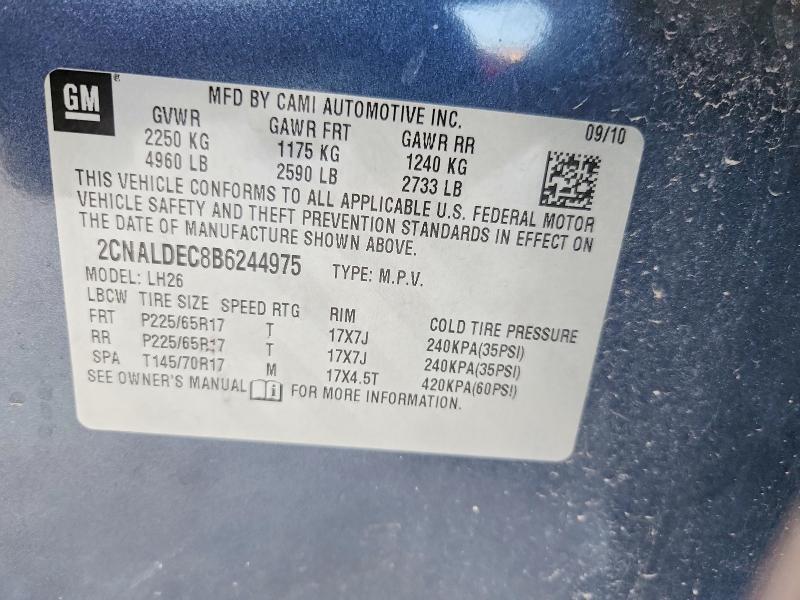 GM
MFD BY CAMI AUTOMOTIVE INC.
09/10
GVWR GAWR FRT GAWR RR
2250 KG 1175 KG 1240 KG
4960 LB 2590 LB 2733 LB
THIS VEHICLE CONFORMS TO ALL APPLICABLE U.S. FEDERAL MOTOR
VEHICLE SAFETY AND THEFT PREVENTION STANDARDS IN EFFECT ON
THE DATE OF MANUFACTURE SHOWN ABOVE.
2CNALDEC8B6244975 TYPE: M.P.V.
MODEL: LH26
LBCW TIRE SIZE SPEED RTG RIM COLD TIRE PRESSURE
FRT P225/65R17 T 17X7J 240KPA(35PSI)
RR P225/65R17 T 17X7J 240KPA(35PSI)
SPA T145/70R17 M 17X4.5T 420KPA(60PSI)
SEE OWNER'S MANUAL FOR MORE INFORMATION.